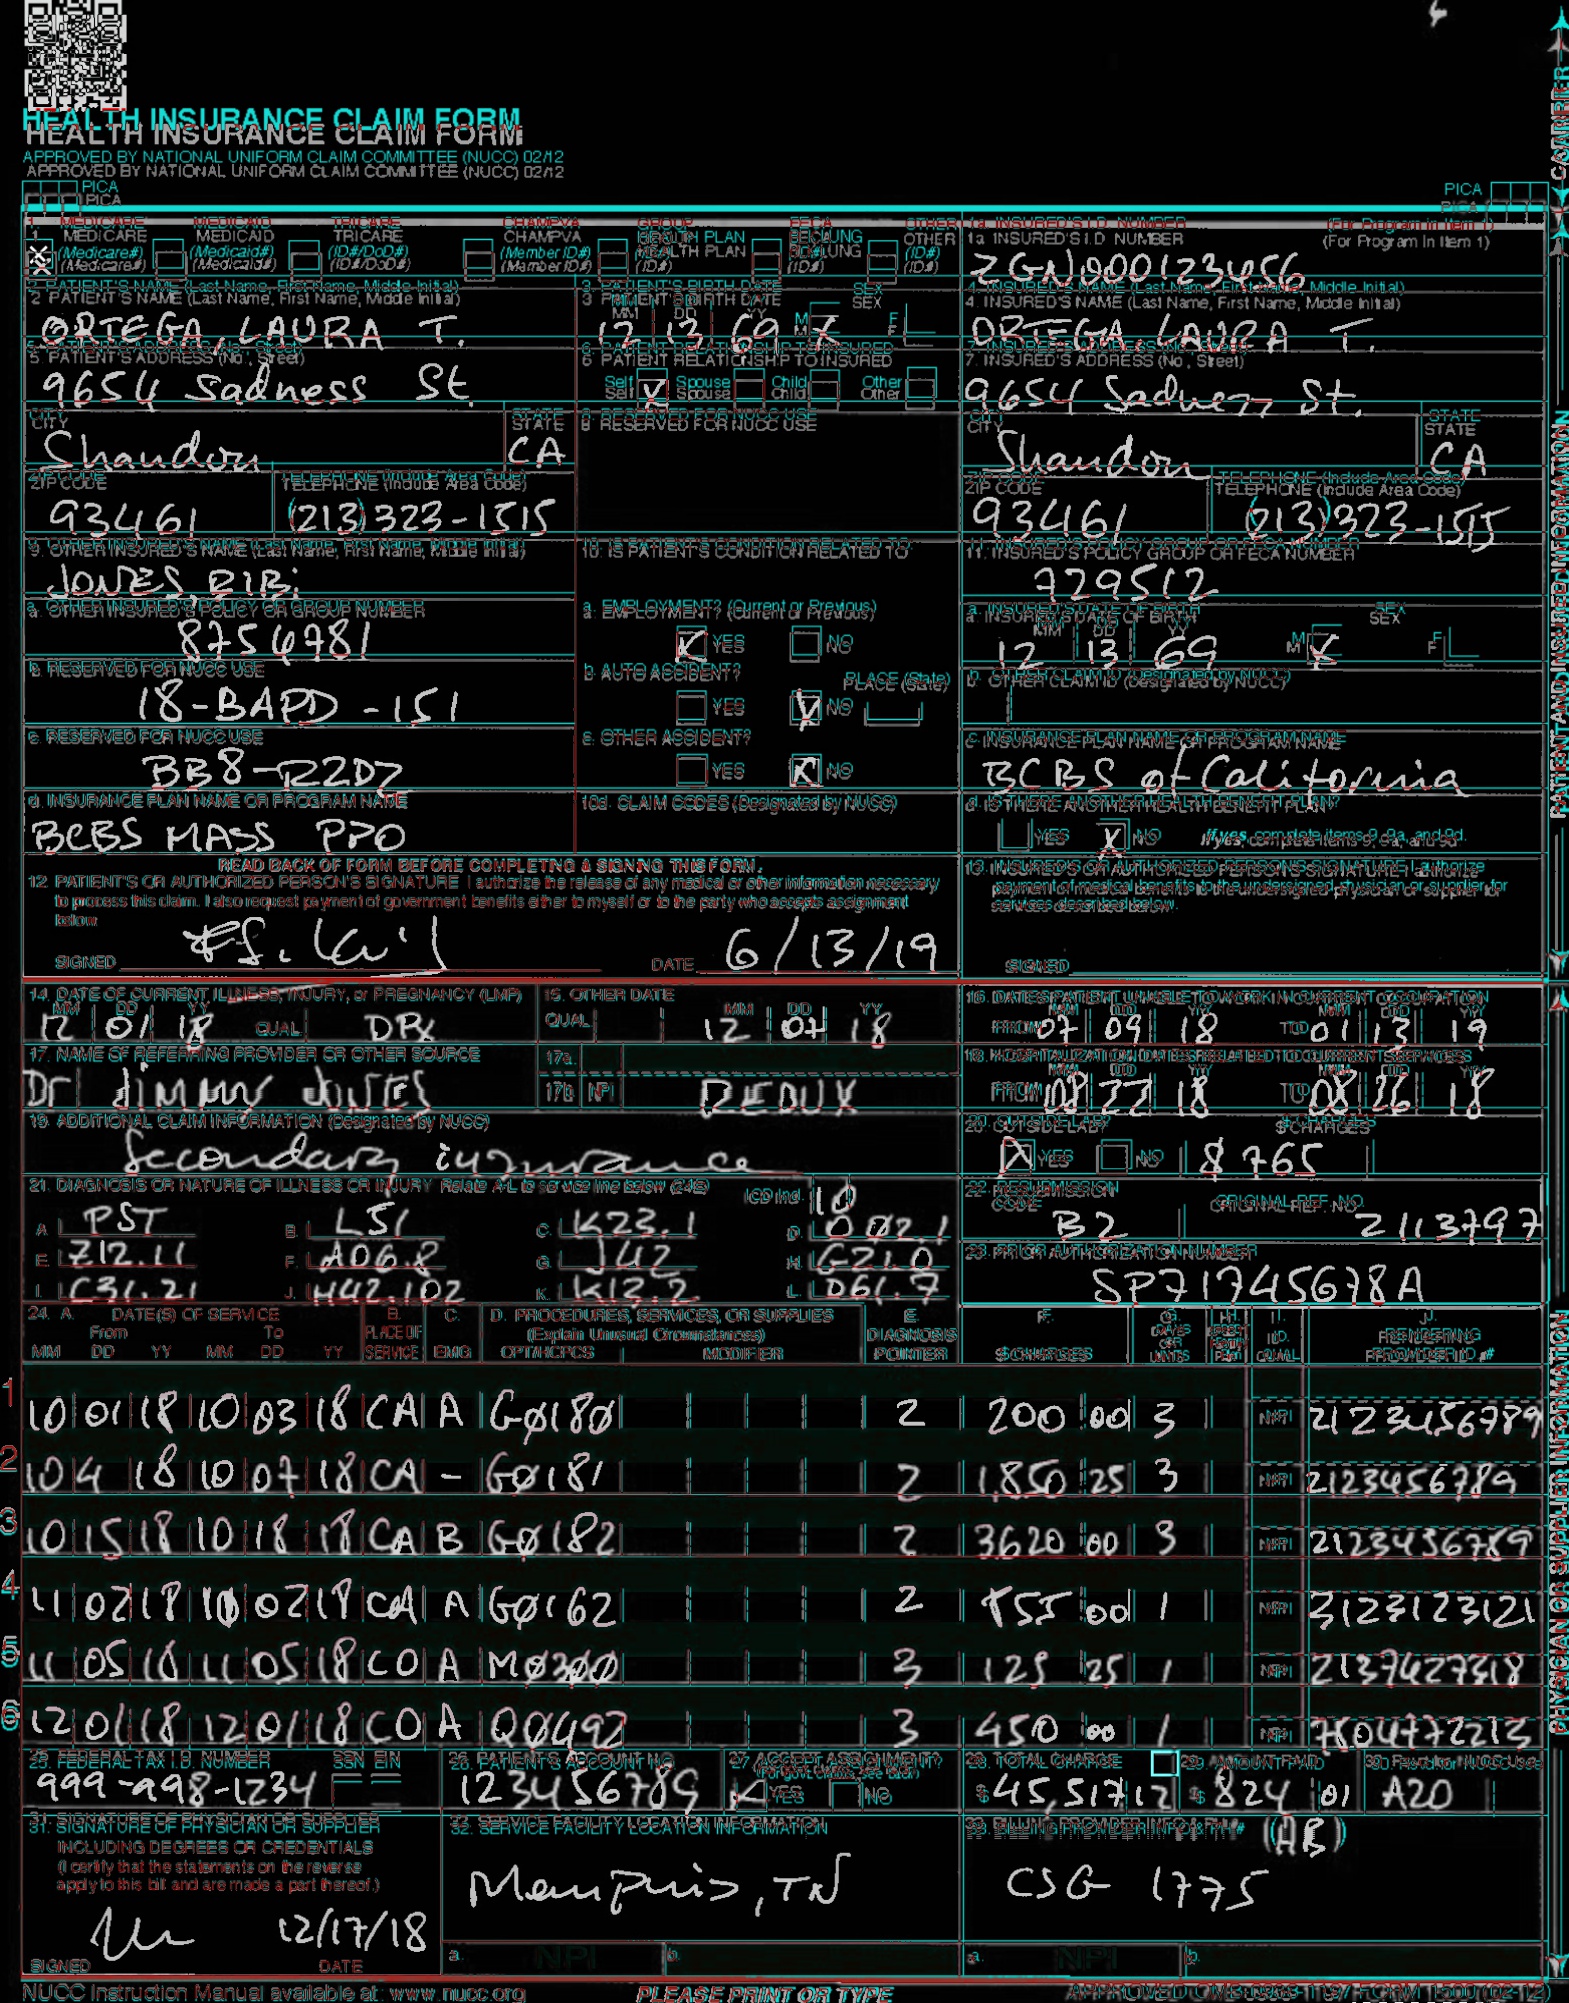 HEALTH INSURANCE CLAIM FORM
APPROVED BY NATIONAL UNIFORM CLAIM COMMITTEE (NUCC) 02/12
PICA PICA
1. MEDICARE MEDICAID TRICARE CHAMPVA GROUP HEALTH PLAN FECA BLK LUNG OTHER
(Medicare#) (Medicaid#) (ID#/DoD#) (Member ID#) (ID#) (ID#) (ID#)
X
1a. INSURED'S I.D. NUMBER (For Program in Item 1)
ZGN000123456
2. PATIENT'S NAME (Last Name, First Name, Middle Initial)
ORTEGA, LAURA T.
3. PATIENT'S BIRTH DATE SEX
MM DD YY M F
12 13 69 X
4. INSURED'S NAME (Last Name, First Name, Middle Initial)
ORTEGA, LAURA T.
5. PATIENT'S ADDRESS (No., Street)
9654 Sadness St.
6. PATIENT RELATIONSHIP TO INSURED
Self X Spouse Child Other
7. INSURED'S ADDRESS (No., Street)
9654 Sadness St.
CITY STATE
Shandon CA
8. RESERVED FOR NUCC USE
CITY STATE
Shandon CA
ZIP CODE TELEPHONE (Include Area Code)
93461 (213) 323-1515
ZIP CODE TELEPHONE (Include Area Code)
93461 (213) 323-1515
9. OTHER INSURED'S NAME (Last Name, First Name, Middle Initial)
JONES, BIBi
10. IS PATIENT'S CONDITION RELATED TO:
11. INSURED'S POLICY GROUP OR FECA NUMBER
729512
a. OTHER INSURED'S POLICY OR GROUP NUMBER
8754781
a. EMPLOYMENT? (Current or Previous)
X YES NO
a. INSURED'S DATE OF BIRTH SEX
MM DD YY M F
12 13 69 X
b. RESERVED FOR NUCC USE
18-BAPD-151
b. AUTO ACCIDENT? PLACE (State)
YES X NO
b. OTHER CLAIM ID (Designated by NUCC)
c. RESERVED FOR NUCC USE
BB8-R2D2
c. OTHER ACCIDENT?
YES X NO
c. INSURANCE PLAN NAME OR PROGRAM NAME
BCBS of California
d. INSURANCE PLAN NAME OR PROGRAM NAME
BCBS MASS PPO
10d. CLAIM CODES (Designated by NUCC)
d. IS THERE ANOTHER HEALTH BENEFIT PLAN?
YES X NO If yes, complete items 9, 9a, and 9d.
READ BACK OF FORM BEFORE COMPLETING & SIGNING THIS FORM.
12. PATIENT'S OR AUTHORIZED PERSON'S SIGNATURE I authorize the release of any medical or other information necessary
to process this claim. I also request payment of government benefits either to myself or to the party who accepts assignment
below.
SIGNED DATE 6/13/19
13. INSURED'S OR AUTHORIZED PERSON'S SIGNATURE I authorize
payment of medical benefits to the undersigned physician or supplier for
services described below.
SIGNED
14. DATE OF CURRENT ILLNESS, INJURY, or PREGNANCY (LMP)
MM DD YY
12 01 18 QUAL. DRX
15. OTHER DATE
QUAL. MM DD YY
12 07 18
16. DATES PATIENT UNABLE TO WORK IN CURRENT OCCUPATION
MM DD YY MM DD YY
FROM 07 09 18 TO 01 13 19
17. NAME OF REFERRING PROVIDER OR OTHER SOURCE
Dr JIMMY JONES
17a.
17b. NPI REDUX
18. HOSPITALIZATION DATES RELATED TO CURRENT SERVICES
MM DD YY MM DD YY
FROM 08 22 18 TO 08 26 18
19. ADDITIONAL CLAIM INFORMATION (Designated by NUCC)
Secondary insurance
20. OUTSIDE LAB? $ CHARGES
X YES NO $765
21. DIAGNOSIS OR NATURE OF ILLNESS OR INJURY Relate A-L to service line below (24E) ICD Ind. 10
A. PST B. L51 C. K23.1 D. 002.1
E. Z12.11 F. A06.8 G. J42 H. G21.0
I. C31.21 J. H42.102 K. K12.2 L. D61.7
22. RESUBMISSION CODE ORIGINAL REF. NO.
B2 2113797
23. PRIOR AUTHORIZATION NUMBER
SP71745678A
24. A. DATE(S) OF SERVICE B. C. D. PROCEDURES, SERVICES, OR SUPPLIES E. F. G. H. I. J.
From To PLACE OF (Explain Unusual Circumstances) DIAGNOSIS DAYS OR ID. RENDERING
MM DD YY MM DD YY SERVICE EMG CPT/HCPCS MODIFIER POINTER $ CHARGES UNITS QUAL. PROVIDER ID. #
1 10 01 18 10 03 18 CA A G0180 2 200 00 3 NPI 2123456789
2 10 4 18 10 07 18 CA - G0181 2 1,850 25 3 NPI 2123456789
3 10 15 18 10 18 18 CA B G0182 2 3620 00 3 NPI 2123456789
4 11 02 18 10 02 18 CA A G0162 2 855 00 1 NPI 3123123121
5 11 05 18 11 05 18 CO A M0300 3 125 25 1 NPI 2137427318
6 12 01 18 12 01 18 CO A Q0492 3 450 00 1 NPI 7804772213
25. FEDERAL TAX I.D. NUMBER SSN EIN
999-998-1234
26. PATIENT'S ACCOUNT NO.
123456789
27. ACCEPT ASSIGNMENT?
(For govt. claims, see back)
X YES NO
28. TOTAL CHARGE
$ 45,517 12
29. AMOUNT PAID
$ 824 01
30. Rsvd for NUCC Use
A20
31. SIGNATURE OF PHYSICIAN OR SUPPLIER
INCLUDING DEGREES OR CREDENTIALS
(I certify that the statements on the reverse
apply to this bill and are made a part thereof.)
12/17/18
SIGNED DATE
32. SERVICE FACILITY LOCATION INFORMATION
Memphis, TN
a. NPI b.
33. BILLING PROVIDER INFO & PH # (AB)
CSG 1775
a. NPI b.
NUCC Instruction Manual available at: www.nucc.org
PLEASE PRINT OR TYPE
APPROVED OMB-0938-1197 FORM 1500 (02-12)
CARRIER
PATIENT AND INSURED INFORMATION
PHYSICIAN OR SUPPLIER INFORMATION